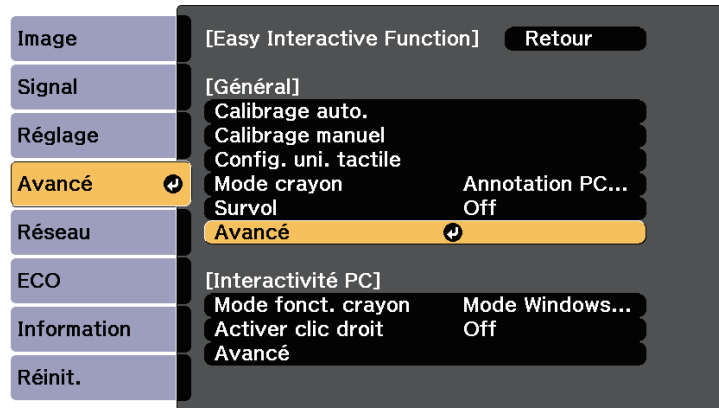 Image
Signal
Réglage
Avancé
Réseau
ECO
Information
Réinit.
[Easy Interactive Function] Retour
[Général]
Calibrage auto.
Calibrage manuel
Config. uni. tactile
Mode crayon Annotation PC...
Survol Off
Avancé
[Interactivité PC]
Mode fonct. crayon Mode Windows...
Activer clic droit Off
Avancé